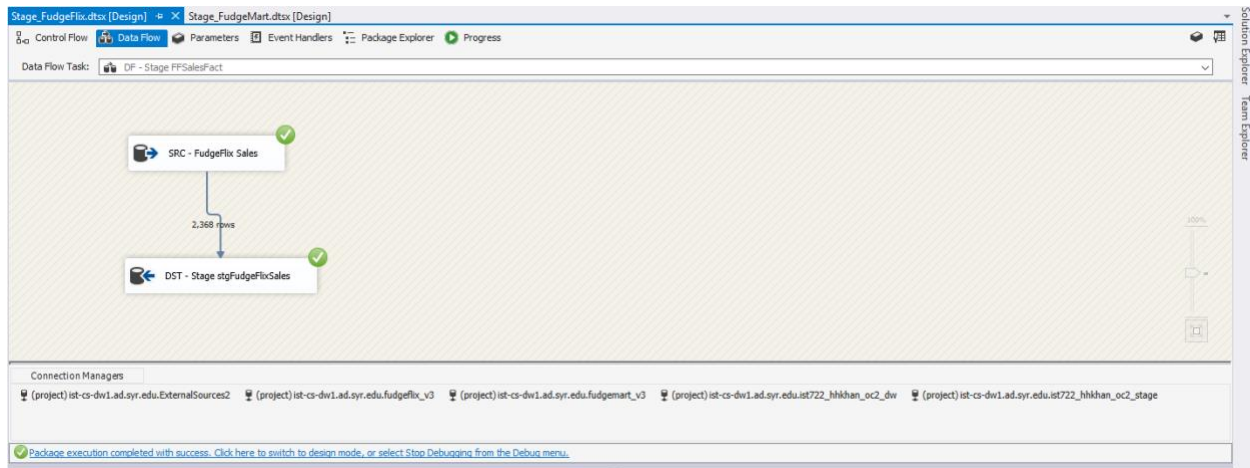 Stage_FudgeFlix.dtsx [Design] Stage_FudgeMart.dtsx [Design]
Control Flow Data Flow Parameters Event Handlers Package Explorer Progress
Data Flow Task: DF - Stage FFSalesFact
SRC - FudgeFlix Sales
2,368 rows
DST - Stage stgFudgeFlixSales
100%
Connection Managers
(project) ist-cs-dw1.ad.syr.edu.ExternalSources2 (project) ist-cs-dw1.ad.syr.edu.fudgeflix_v3 (project) ist-cs-dw1.ad.syr.edu.fudgemart_v3 (project) ist-cs-dw1.ad.syr.edu.ist722_hhkhan_oc2_dw (project) ist-cs-dw1.ad.syr.edu.ist722_hhkhan_oc2_stage
Package execution completed with success. Click here to switch to design mode, or select Stop Debugging from the Debug menu.
Solution Explorer
Team Explorer